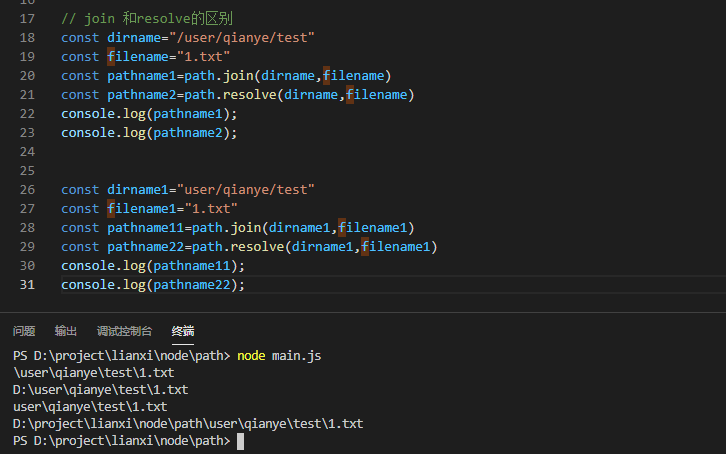 17 // join 和resolve的区别
18 const dirname="/user/qianye/test"
19 const filename="1.txt"
20 const pathname1=path.join(dirname,filename)
21 const pathname2=path.resolve(dirname,filename)
22 console.log(pathname1);
23 console.log(pathname2);
24
25
26 const dirname1="user/qianye/test"
27 const filename1="1.txt"
28 const pathname11=path.join(dirname1,filename1)
29 const pathname22=path.resolve(dirname1,filename1)
30 console.log(pathname11);
31 console.log(pathname22);
问题 输出 调试控制台 终端
PS D:\project\lianxi\node\path> node main.js
\user\qianye\test\1.txt
D:\user\qianye\test\1.txt
user\qianye\test\1.txt
D:\project\lianxi\node\path\user\qianye\test\1.txt
PS D:\project\lianxi\node\path>